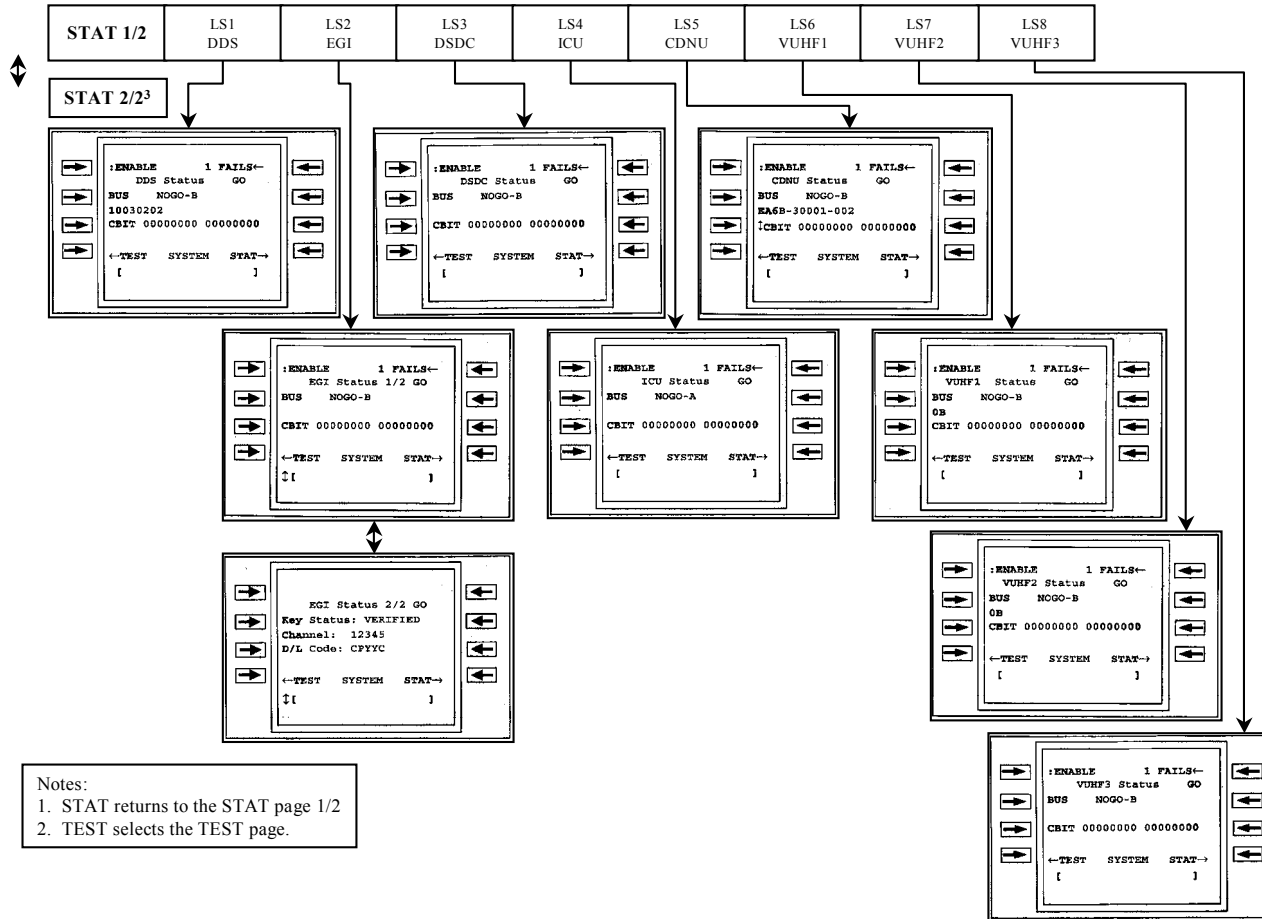 STAT 1/2
LS1
DDS
LS2
EGI
LS3
DSDC
LS4
ICU
LS5
CDNU
LS6
VUHF1
LS7
VUHF2
LS8
VUHF3
STAT 2/2³
:ENABLE 1 FAILS←
DDS Status GO
BUS NOGO-B
10030202
CBIT 00000000 00000000
←TEST SYSTEM STAT→
[ ]
:ENABLE 1 FAILS←
DSDC Status GO
BUS NOGO-B
CBIT 00000000 00000000
←TEST SYSTEM STAT→
[ ]
:ENABLE 1 FAILS←
CDNU Status GO
BUS NOGO-B
EA6B-30001-002
↕CBIT 00000000 00000000
←TEST SYSTEM STAT→
[ ]
:ENABLE 1 FAILS←
EGI Status 1/2 GO
BUS NOGO-B
CBIT 00000000 00000000
←TEST SYSTEM STAT→
↕[ ]
:ENABLE 1 FAILS←
ICU Status GO
BUS NOGO-A
CBIT 00000000 00000000
←TEST SYSTEM STAT→
[ ]
:ENABLE 1 FAILS←
VUHF1 Status GO
BUS NOGO-B
0B
CBIT 00000000 00000000
←TEST SYSTEM STAT→
[ ]
EGI Status 2/2 GO
Key Status: VERIFIED
Channel: 12345
D/L Code: CPYYC
←TEST SYSTEM STAT→
↕[ ]
:ENABLE 1 FAILS←
VUHF2 Status GO
BUS NOGO-B
0B
CBIT 00000000 00000000
←TEST SYSTEM STAT→
[ ]
:ENABLE 1 FAILS←
VUHF3 Status GO
BUS NOGO-B
CBIT 00000000 00000000
←TEST SYSTEM STAT→
[ ]
Notes:
1. STAT returns to the STAT page 1/2
2. TEST selects the TEST page.